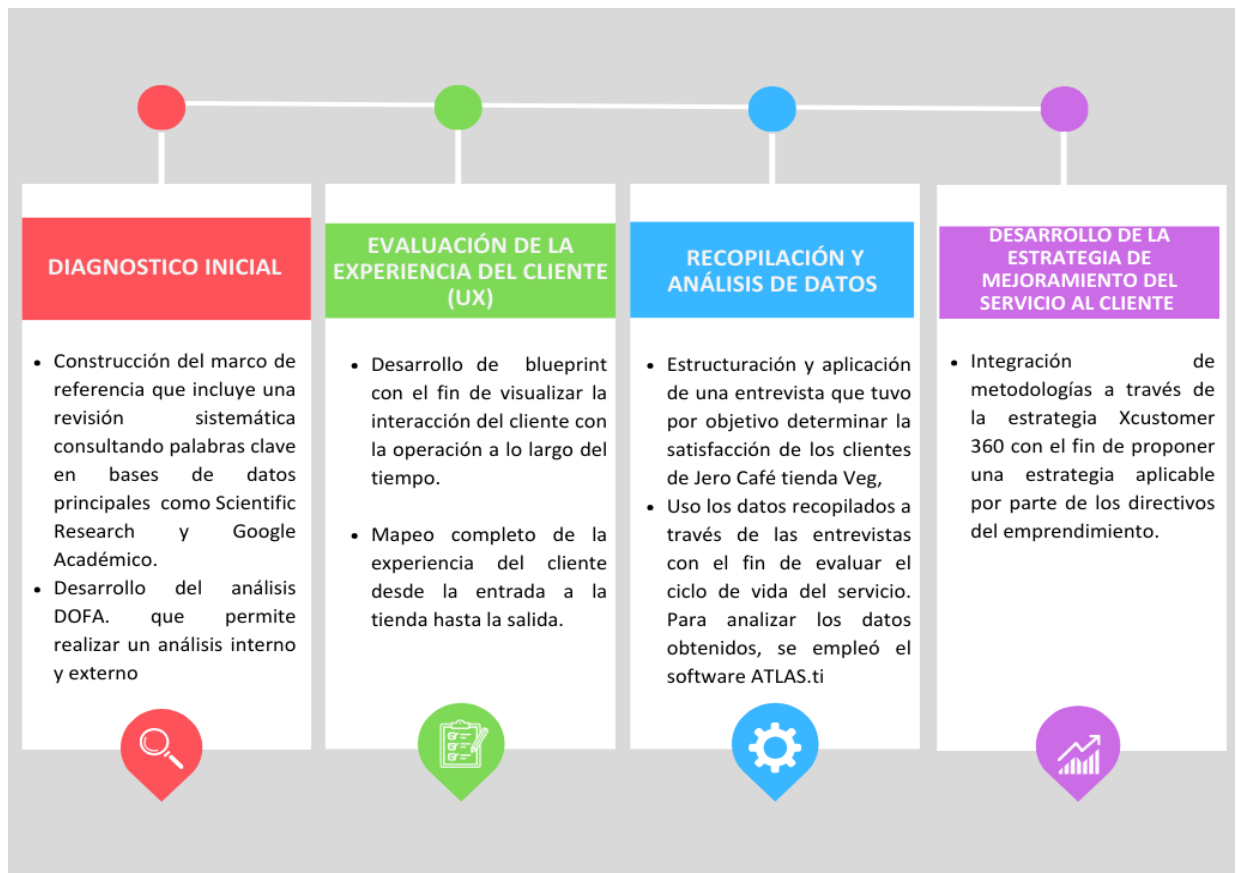 DIAGNOSTICO INICIAL
• Construcción del marco de
referencia que incluye una
revisión sistemática
consultando palabras clave
en bases de datos
principales como Scientific
Research y Google
Académico.
• Desarrollo del análisis
DOFA. que permite
realizar un análisis interno
y externo
EVALUACIÓN DE LA
EXPERIENCIA DEL CLIENTE
(UX)
• Desarrollo de blueprint
con el fin de visualizar la
interacción del cliente con
la operación a lo largo del
tiempo.
• Mapeo completo de la
experiencia del cliente
desde la entrada a la
tienda hasta la salida.
RECOPILACIÓN Y
ANÁLISIS DE DATOS
• Estructuración y aplicación
de una entrevista que tuvo
por objetivo determinar la
satisfacción de los clientes
de Jero Café tienda Veg,
• Uso los datos recopilados a
través de las entrevistas
con el fin de evaluar el
ciclo de vida del servicio.
Para analizar los datos
obtenidos, se empleó el
software ATLAS.ti
DESARROLLO DE LA
ESTRATEGIA DE
MEJORAMIENTO DEL
SERVICIO AL CLIENTE
• Integración de
metodologías a través de
la estrategia Xcustomer
360 con el fin de proponer
una estrategia aplicable
por parte de los directivos
del emprendimiento.